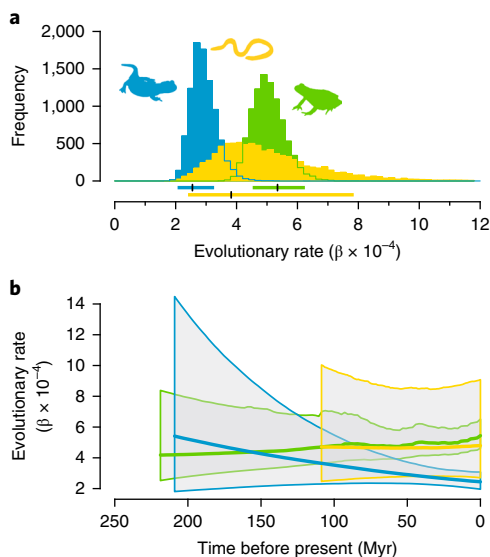 a
2,000
1,500
1,000
500
0
Frequency
0 2 4 6 8 10 12
Evolutionary rate (β × 10⁻⁴)
b
14
12
10
8
6
4
2
Evolutionary rate
(β × 10⁻⁴)
250 200 150 100 50 0
Time before present (Myr)